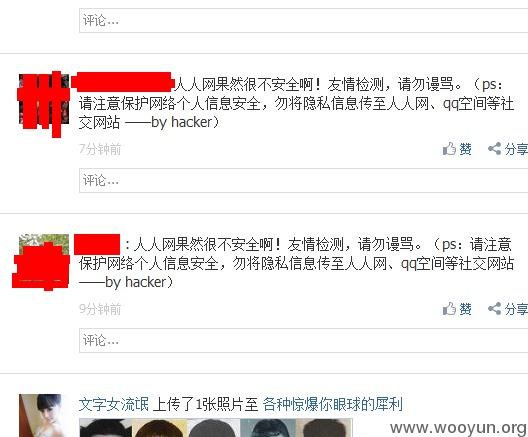 评论...
人人网果然很不安全啊！友情检测，请勿谩骂。（ps：
请注意保护网络个人信息安全，勿将隐私信息传至人人网、qq空间等社
交网站 ——by hacker）
7分钟前 赞 分享
评论...
：人人网果然很不安全啊！友情检测，请勿谩骂。（ps：请注意
保护网络个人信息安全，勿将隐私信息传至人人网、qq空间等社交网站
——by hacker）
9分钟前 赞 分享
评论...
文字女流氓 上传了1张照片至 各种惊爆你眼球的犀利
www.wooyun.org